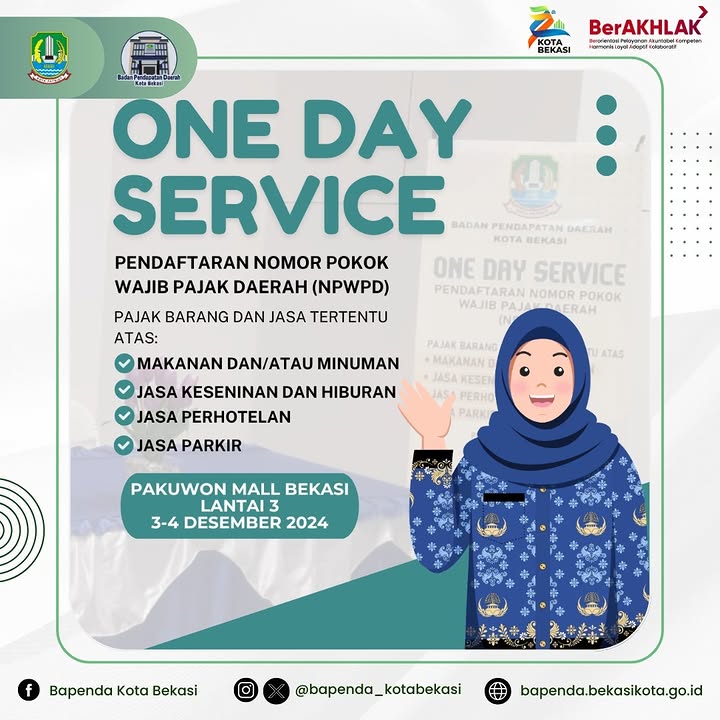 Badan Pendapatan Daerah
Kota Bekasi
KOTA
BEKASI
BerAKHLAK
Berorientasi Pelayanan Akuntabel Kompeten
Harmonis Loyal Adaptif Kolaboratif
ONE DAY
SERVICE
PENDAFTARAN NOMOR POKOK
WAJIB PAJAK DAERAH (NPWPD)
PAJAK BARANG DAN JASA TERTENTU
ATAS:
MAKANAN DAN/ATAU MINUMAN
JASA KESENINAN DAN HIBURAN
JASA PERHOTELAN
JASA PARKIR
PAKUWON MALL BEKASI
LANTAI 3
3-4 DESEMBER 2024
BADAN PENDAPATAN DAERAH
KOTA BEKASI
ONE DAY SERVICE
PENDAFTARAN NOMOR POKOK
WAJIB PAJAK DAERAH
Bapenda Kota Bekasi
@bapenda_kotabekasi
bapenda.bekasikota.go.id